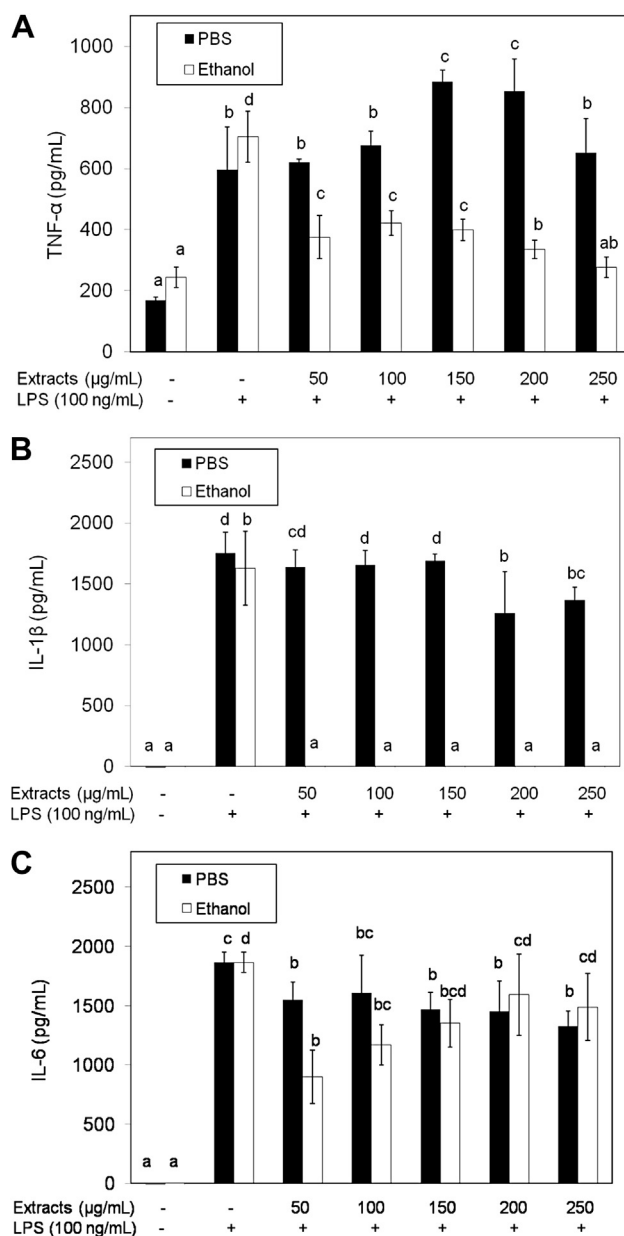 A
PBS
Ethanol
TNF-α (pg/mL)
1000
800
600
400
200
0
a a b d b c b c c c c b b ab
Extracts (µg/mL) - - 50 100 150 200 250
LPS (100 ng/mL) - + + + + + +
B
PBS
Ethanol
IL-1β (pg/mL)
2500
2000
1500
1000
500
0
a a d b cd a d a d a b a bc a
Extracts (µg/mL) - - 50 100 150 200 250
LPS (100 ng/mL) - + + + + + +
C
PBS
Ethanol
IL-6 (pg/mL)
2500
2000
1500
1000
500
0
a a c d b b bc bc b bcd b cd b cd
Extracts (µg/mL) - - 50 100 150 200 250
LPS (100 ng/mL) - + + + + + +